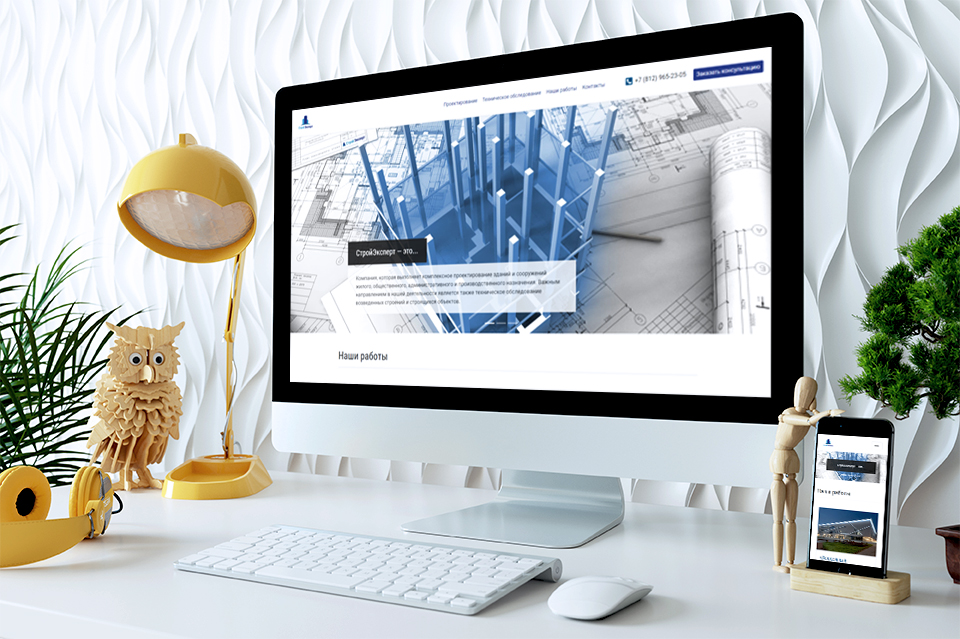 Проектирование Техническое обследование Наши работы Контакты +7 (812) 965-23-05 Заказать консультацию
СтройЭксперт — это...
Компания, которая выполняет комплексное проектирование зданий и сооружений
жилого, общественного, административного и производственного назначения. Важным
направлением в нашей деятельности является также техническое обследование
возведенных строений и строящихся объектов.
Наши работы
Наши работы